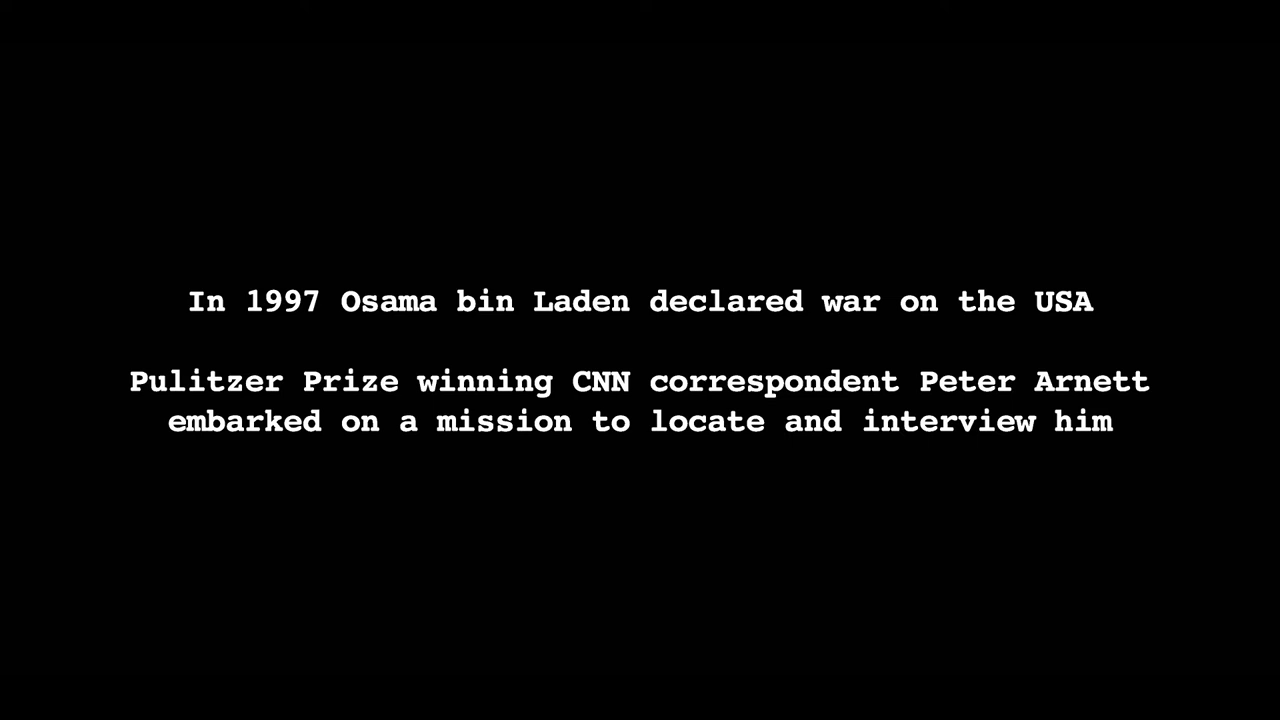 In 1997 Osama bin Laden declared war on the USA
Pulitzer Prize winning CNN correspondent Peter Arnett
embarked on a mission to locate and interview him